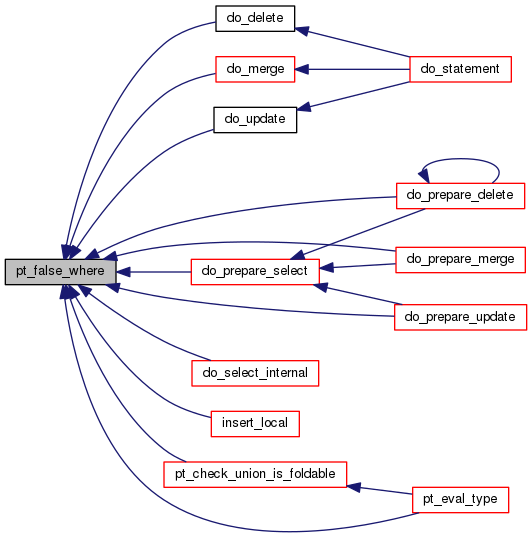 do_delete
do_merge
do_statement
do_update
do_prepare_delete
do_prepare_merge
pt_false_where
do_prepare_select
do_prepare_update
do_select_internal
insert_local
pt_check_union_is_foldable
pt_eval_type